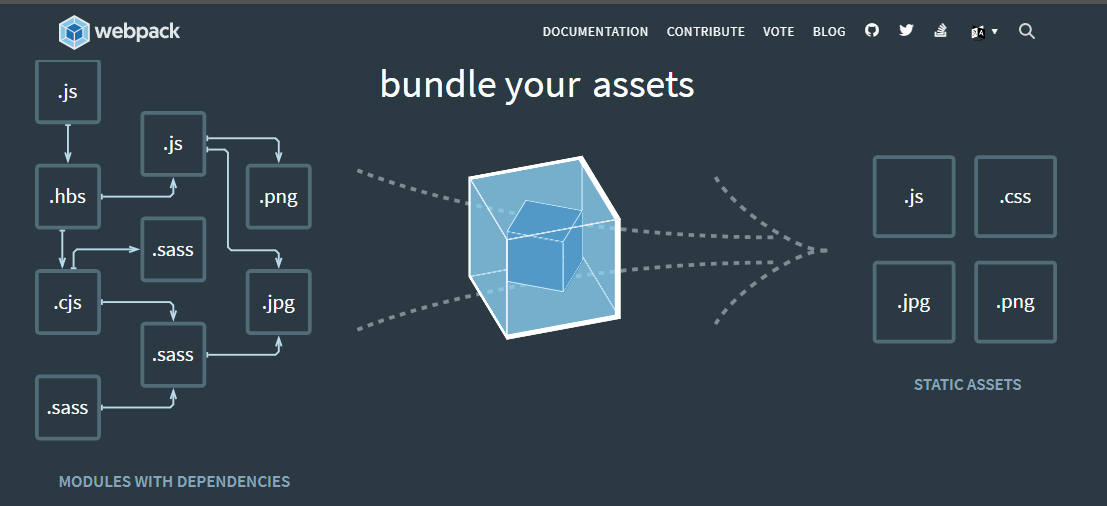 webpack
DOCUMENTATION CONTRIBUTE VOTE BLOG
bundle your assets
.js
.js
.hbs
.png
.sass
.cjs
.jpg
.sass
.sass
MODULES WITH DEPENDENCIES
.js
.css
.jpg
.png
STATIC ASSETS